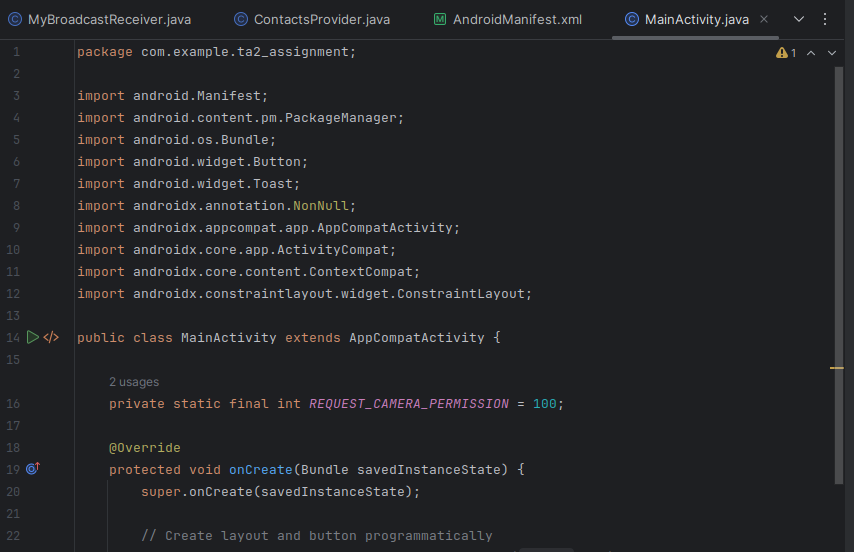 MyBroadcastReceiver.java ContactsProvider.java AndroidManifest.xml MainActivity.java
1 package com.example.ta2_assignment; 1
2
3 import android.Manifest;
4 import android.content.pm.PackageManager;
5 import android.os.Bundle;
6 import android.widget.Button;
7 import android.widget.Toast;
8 import androidx.annotation.NonNull;
9 import androidx.appcompat.app.AppCompatActivity;
10 import androidx.core.app.ActivityCompat;
11 import androidx.core.content.ContextCompat;
12 import androidx.constraintlayout.widget.ConstraintLayout;
13
14 public class MainActivity extends AppCompatActivity {
15
2 usages
16 private static final int REQUEST_CAMERA_PERMISSION = 100;
17
18 @Override
19 protected void onCreate(Bundle savedInstanceState) {
20 super.onCreate(savedInstanceState);
21
22 // Create layout and button programmatically